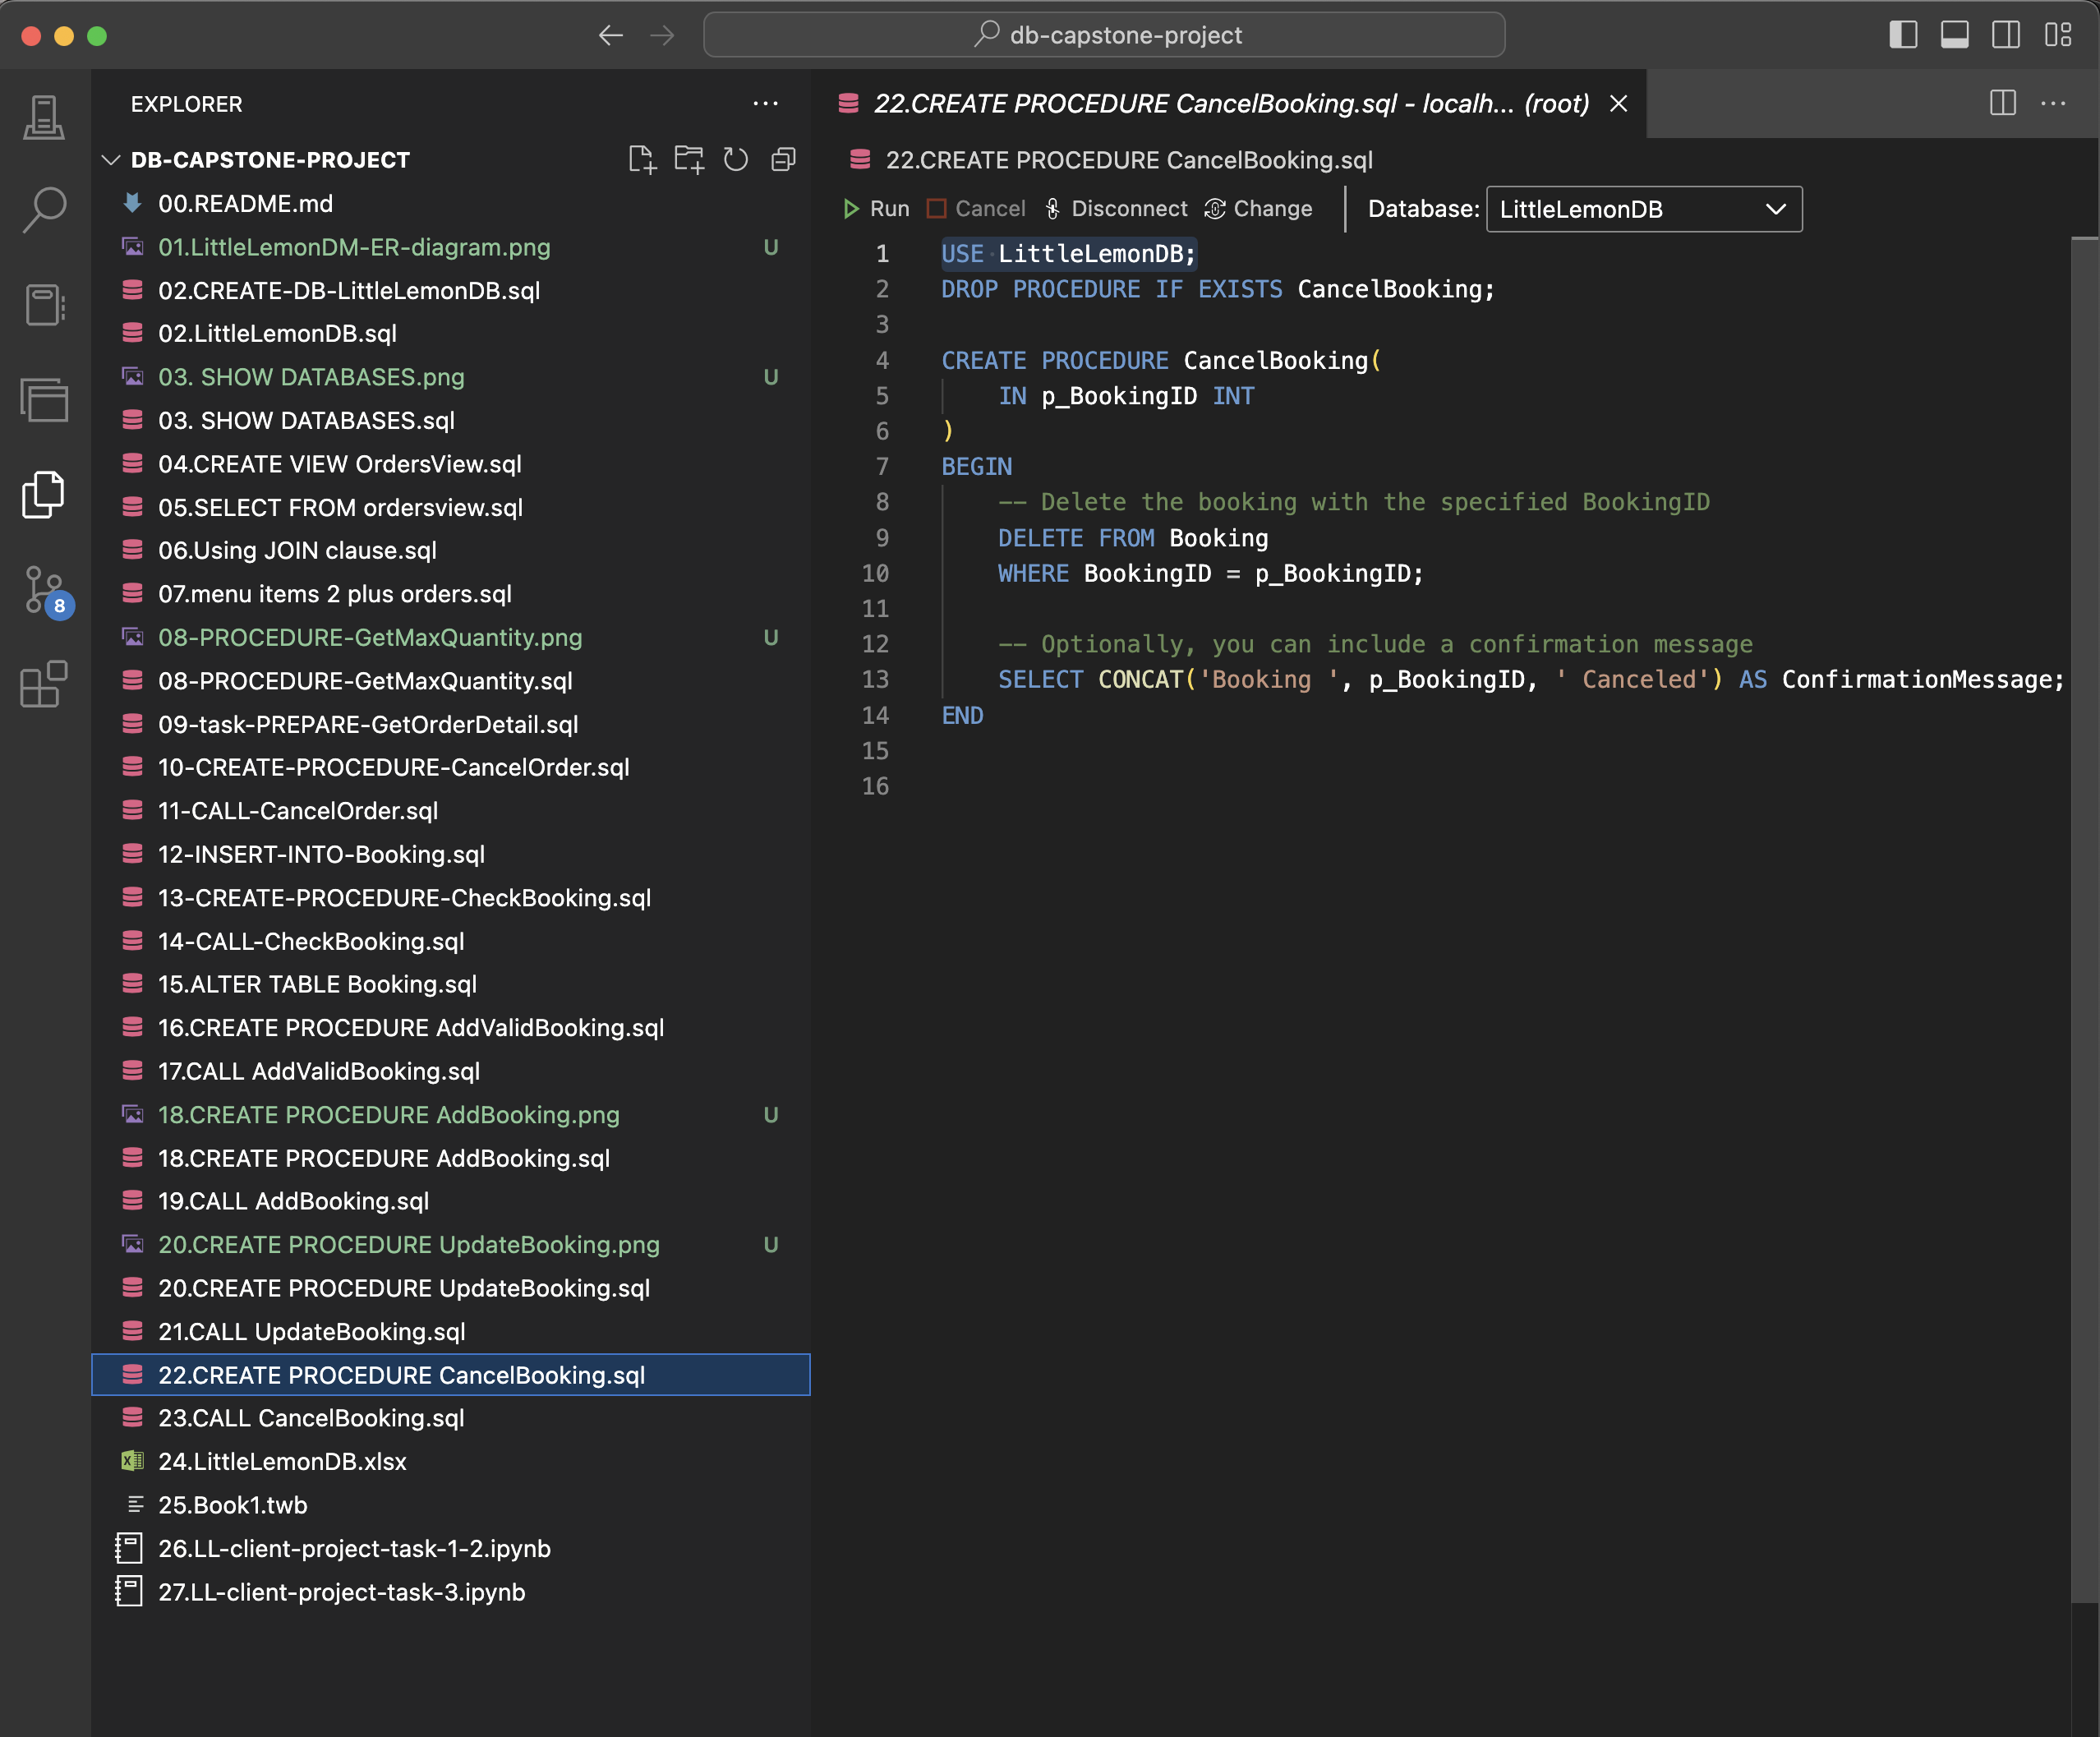 db-capstone-project
EXPLORER
DB-CAPSTONE-PROJECT
00.README.md
01.LittleLemonDM-ER-diagram.png U
02.CREATE-DB-LittleLemonDB.sql
02.LittleLemonDB.sql
03. SHOW DATABASES.png U
03. SHOW DATABASES.sql
04.CREATE VIEW OrdersView.sql
05.SELECT FROM ordersview.sql
06.Using JOIN clause.sql
07.menu items 2 plus orders.sql
08-PROCEDURE-GetMaxQuantity.png U
08-PROCEDURE-GetMaxQuantity.sql
09-task-PREPARE-GetOrderDetail.sql
10-CREATE-PROCEDURE-CancelOrder.sql
11-CALL-CancelOrder.sql
12-INSERT-INTO-Booking.sql
13-CREATE-PROCEDURE-CheckBooking.sql
14-CALL-CheckBooking.sql
15.ALTER TABLE Booking.sql
16.CREATE PROCEDURE AddValidBooking.sql
17.CALL AddValidBooking.sql
18.CREATE PROCEDURE AddBooking.png U
18.CREATE PROCEDURE AddBooking.sql
19.CALL AddBooking.sql
20.CREATE PROCEDURE UpdateBooking.png U
20.CREATE PROCEDURE UpdateBooking.sql
21.CALL UpdateBooking.sql
22.CREATE PROCEDURE CancelBooking.sql
23.CALL CancelBooking.sql
24.LittleLemonDB.xlsx
25.Book1.twb
26.LL-client-project-task-1-2.ipynb
27.LL-client-project-task-3.ipynb
8
22.CREATE PROCEDURE CancelBooking.sql - localh... (root)
22.CREATE PROCEDURE CancelBooking.sql
Run Cancel Disconnect Change Database: LittleLemonDB
1 USE LittleLemonDB;
2 DROP PROCEDURE IF EXISTS CancelBooking;
3
4 CREATE PROCEDURE CancelBooking(
5 IN p_BookingID INT
6 )
7 BEGIN
8 -- Delete the booking with the specified BookingID
9 DELETE FROM Booking
10 WHERE BookingID = p_BookingID;
11
12 -- Optionally, you can include a confirmation message
13 SELECT CONCAT('Booking ', p_BookingID, ' Canceled') AS ConfirmationMessage;
14 END
15
16